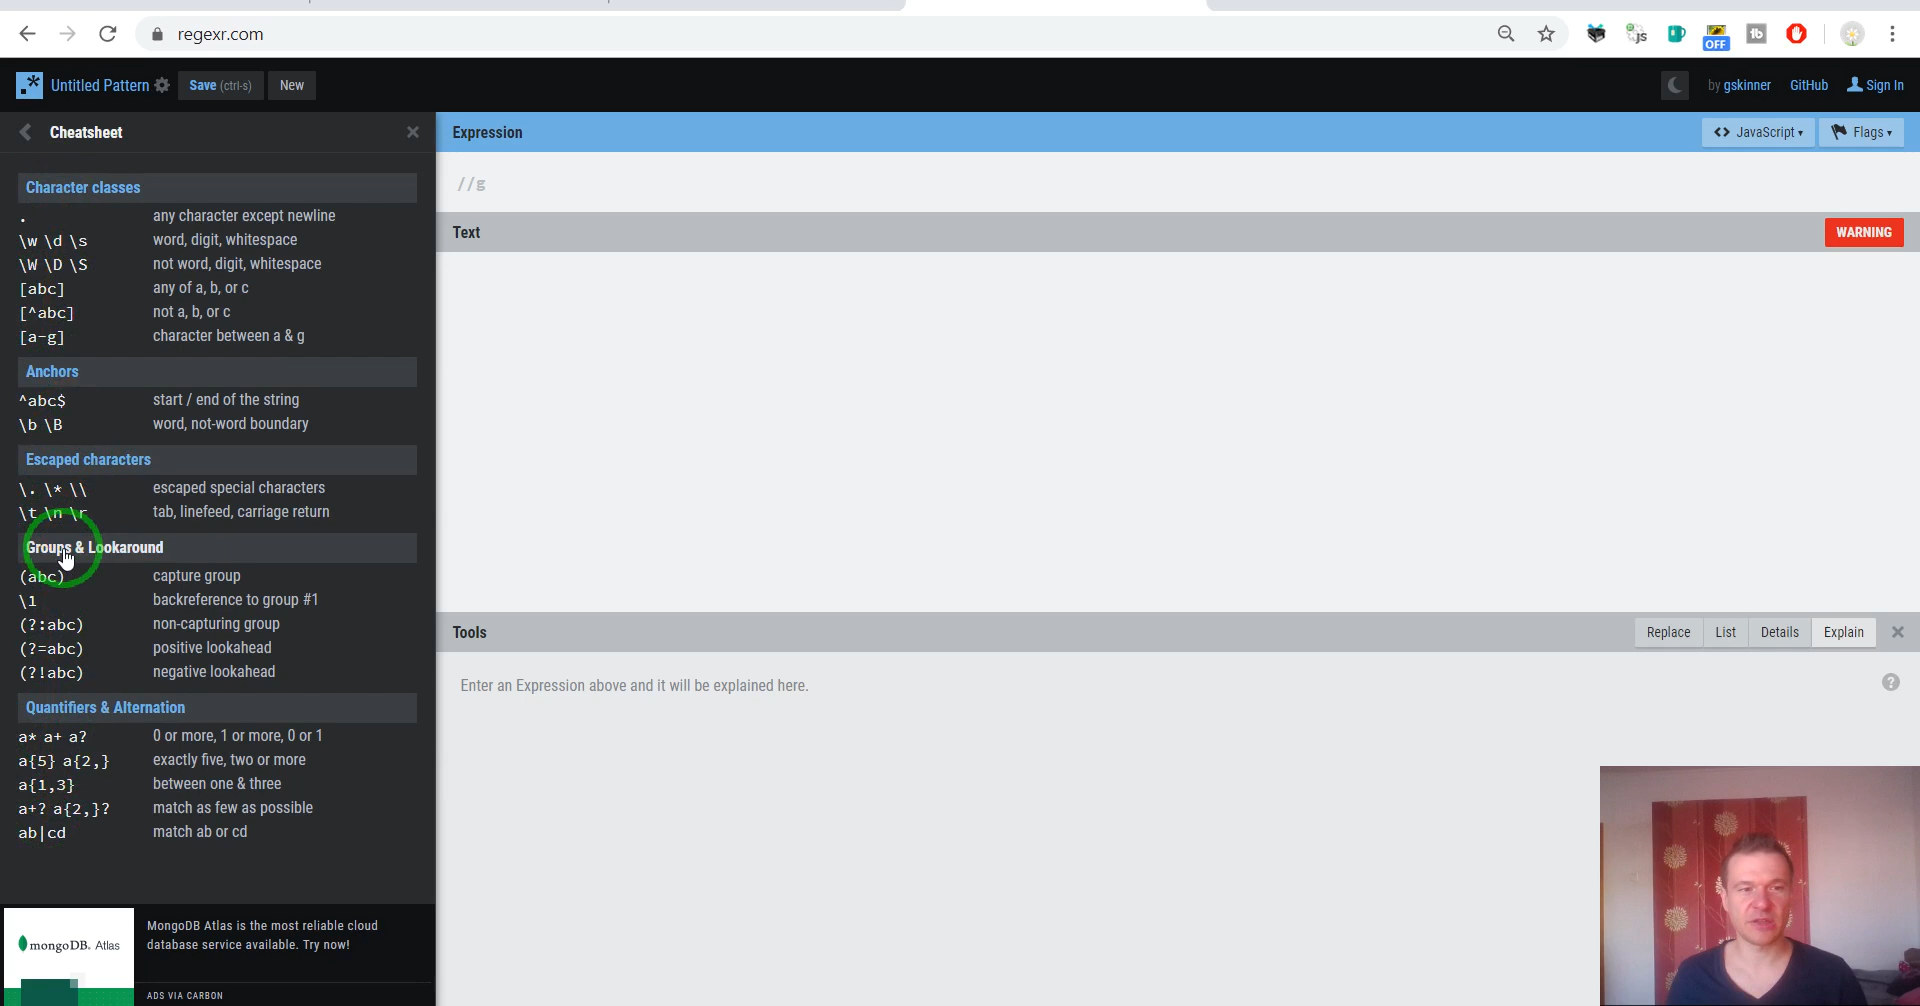 regexr.com
OFF
JS
tb
.* Untitled Pattern Save (ctrl-s) New
by gskinner GitHub Sign In
Cheatsheet
Character classes
. any character except newline
\w \d \s word, digit, whitespace
\W \D \S not word, digit, whitespace
[abc] any of a, b, or c
[^abc] not a, b, or c
[a-g] character between a & g
Anchors
^abc$ start / end of the string
\b \B word, not-word boundary
Escaped characters
\. \* \\ escaped special characters
\t \n \r tab, linefeed, carriage return
Groups & Lookaround
(abc) capture group
\1 backreference to group #1
(?:abc) non-capturing group
(?=abc) positive lookahead
(?!abc) negative lookahead
Quantifiers & Alternation
a* a+ a? 0 or more, 1 or more, 0 or 1
a{5} a{2,} exactly five, two or more
a{1,3} between one & three
a+? a{2,}? match as few as possible
ab|cd match ab or cd
mongoDB. Atlas
MongoDB Atlas is the most reliable cloud
database service available. Try now!
ADS VIA CARBON
Expression
<> JavaScript Flags
//g
Text WARNING
Tools Replace List Details Explain
Enter an Expression above and it will be explained here.
?